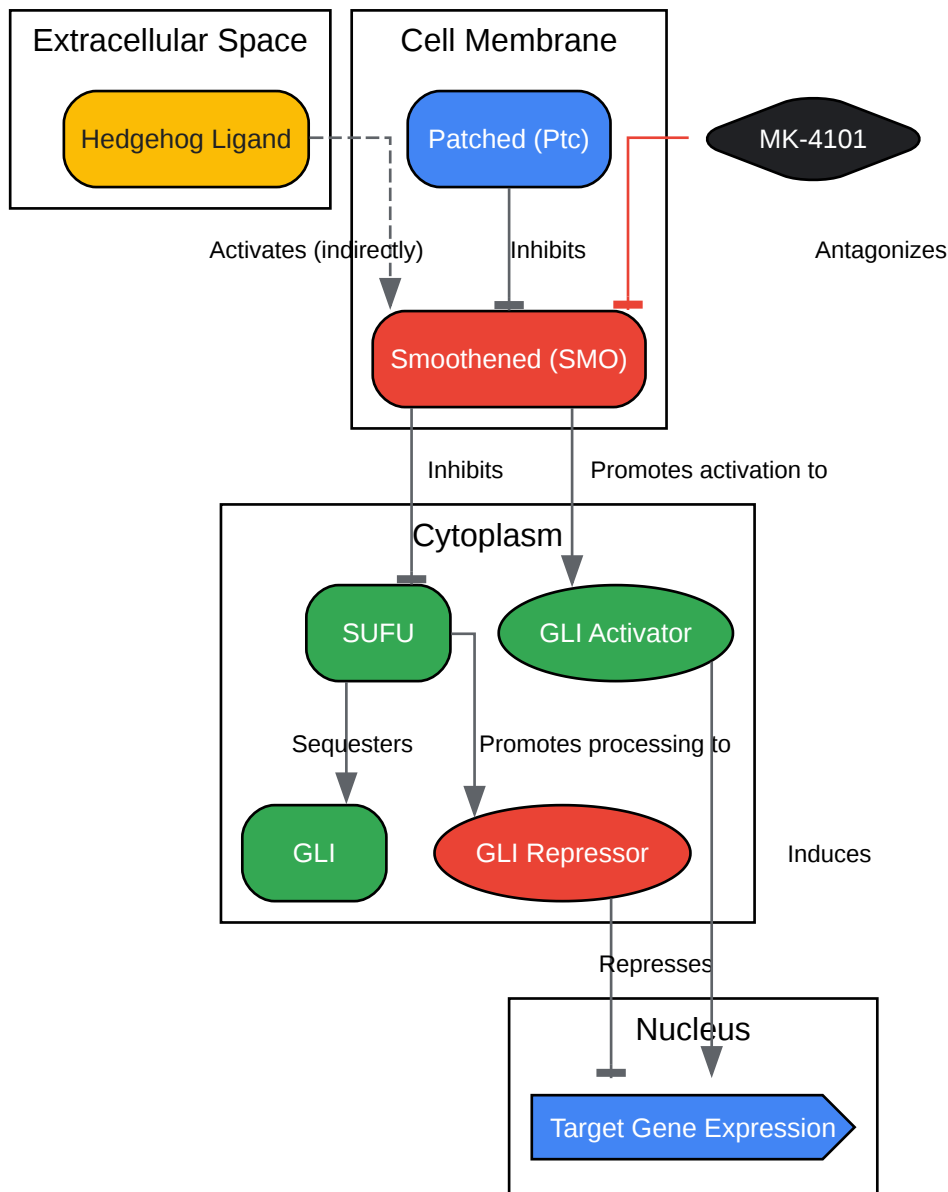 Extracellular Space
Cell Membrane
Hedgehog Ligand
Patched (Ptc)
MK-4101
Activates (indirectly)
Inhibits
Antagonizes
Smoothened (SMO)
Inhibits
Promotes activation to
Cytoplasm
SUFU
GLI Activator
Sequesters
Promotes processing to
GLI
GLI Repressor
Induces
Represses
Nucleus
Target Gene Expression